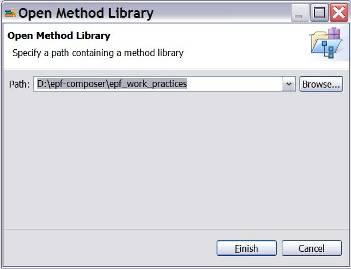 Open Method Library
Open Method Library
Specify a path containing a method library
Path: D:\epf-composer\epf_work_practices Browse...
Finish Cancel